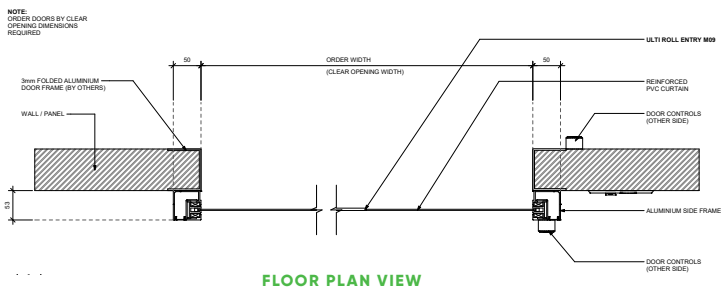 NOTE:
ORDER DOORS BY CLEAR
OPENING DIMENSIONS
REQUIRED
ULTI ROLL ENTRY M09
50
ORDER WIDTH
50
(CLEAR OPENING WIDTH)
3mm FOLDED ALUMINIUM
DOOR FRAME (BY OTHERS)
REINFORCED
PVC CURTAIN
WALL / PANEL
DOOR CONTROLS
(OTHER SIDE)
53
ALUMINIUM SIDE FRAME
DOOR CONTROLS
(OTHER SIDE)
FLOOR PLAN VIEW